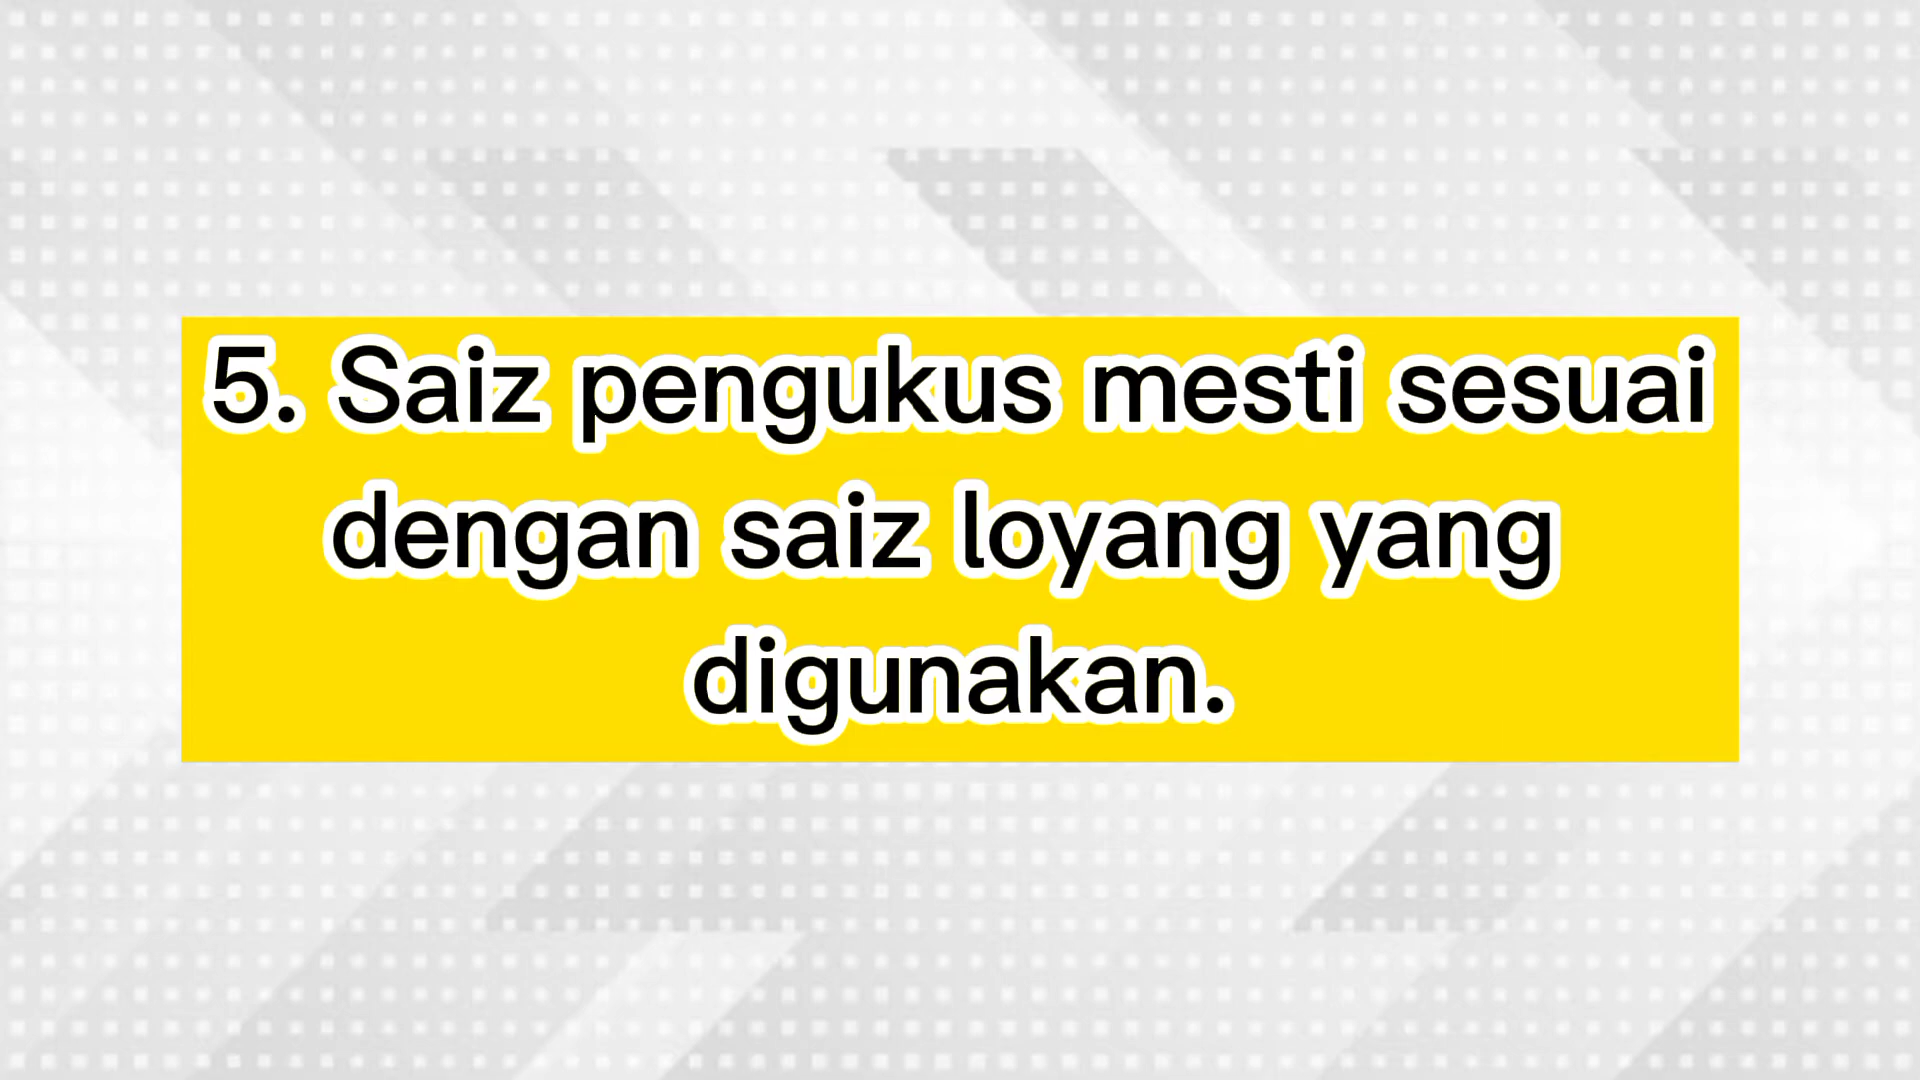 5. Saiz pengukus mesti sesuai
dengan saiz loyang yang
digunakan.